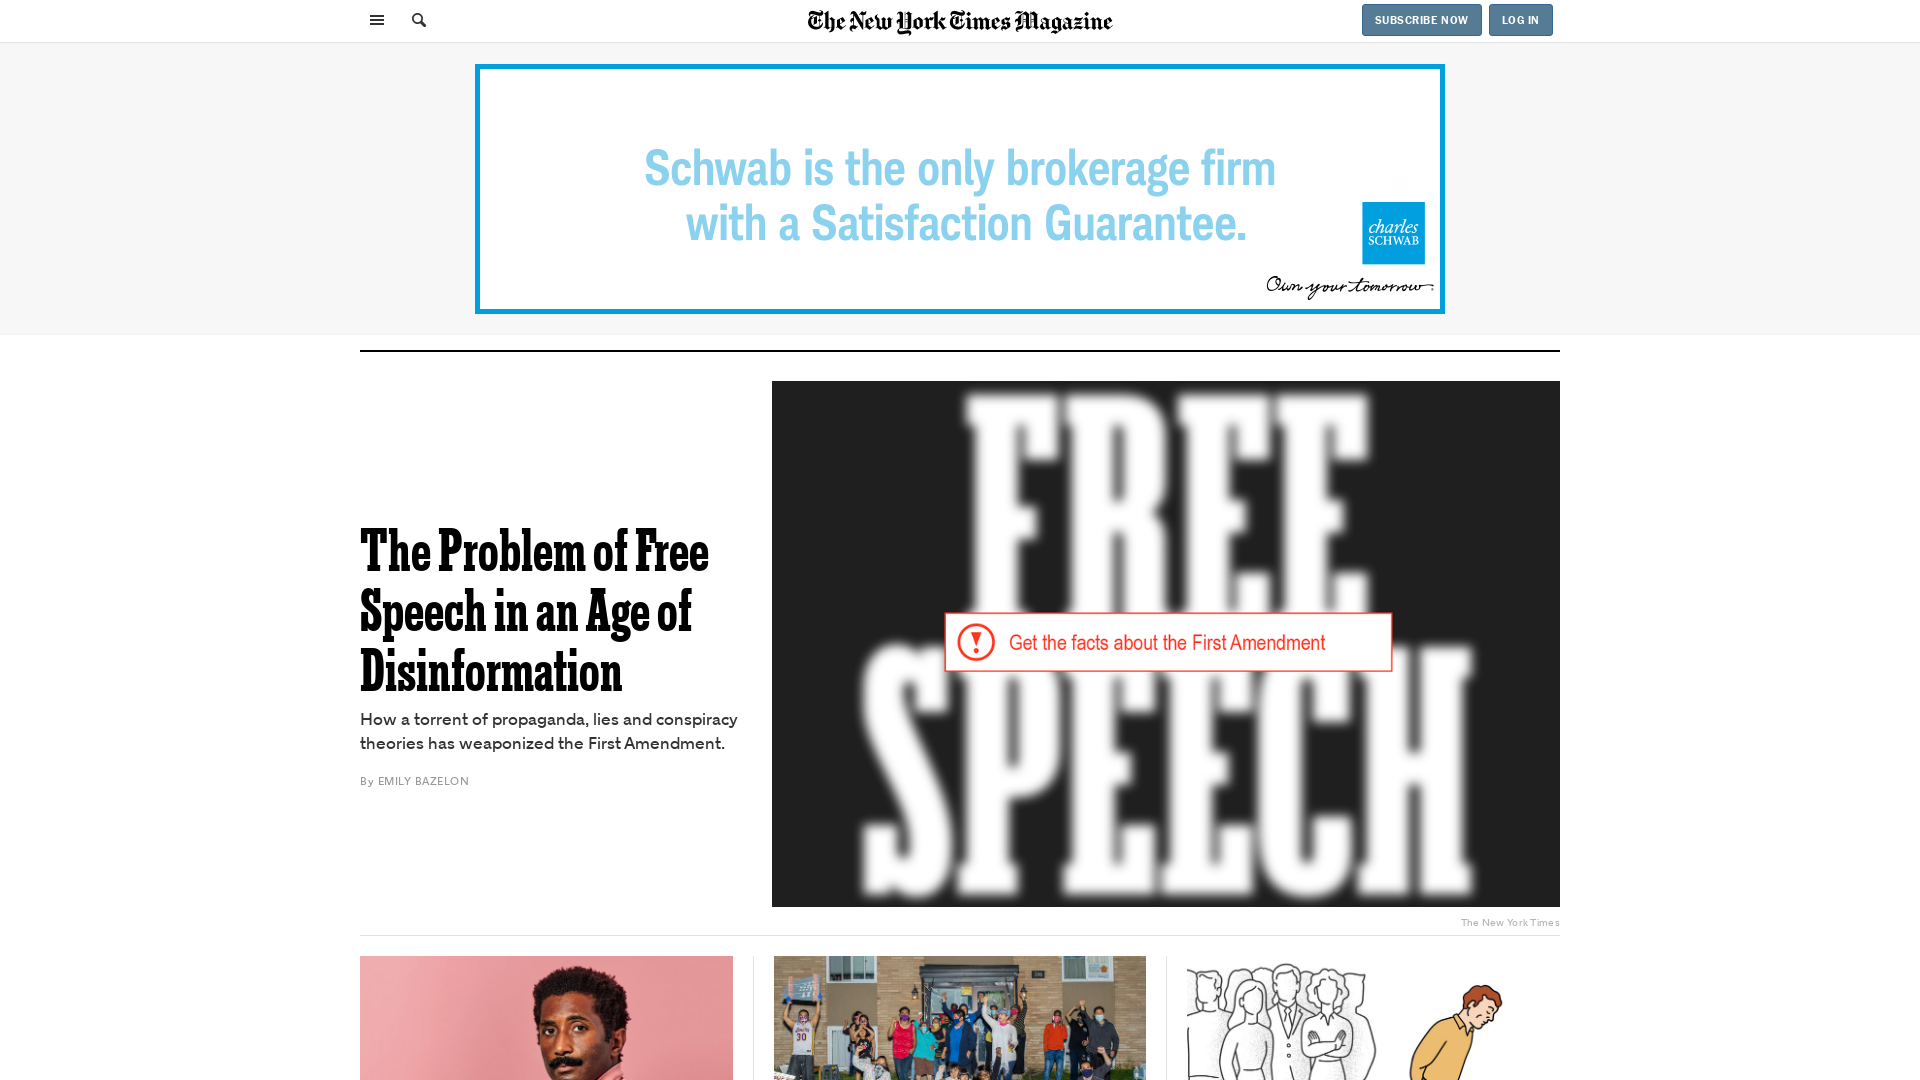 The New York Times Magazine
SUBSCRIBE NOW
LOG IN
Schwab is the only brokerage firm
with a Satisfaction Guarantee.
charles
SCHWAB
Own your tomorrow.
The Problem of Free
Speech in an Age of
Disinformation
How a torrent of propaganda, lies and conspiracy
theories has weaponized the First Amendment.
By EMILY BAZELON
FREE
Get the facts about the First Amendment
SPEECH
The New York Times
30